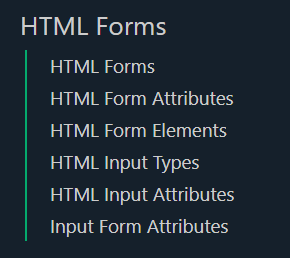 HTML Forms
HTML Forms
HTML Form Attributes
HTML Form Elements
HTML Input Types
HTML Input Attributes
Input Form Attributes